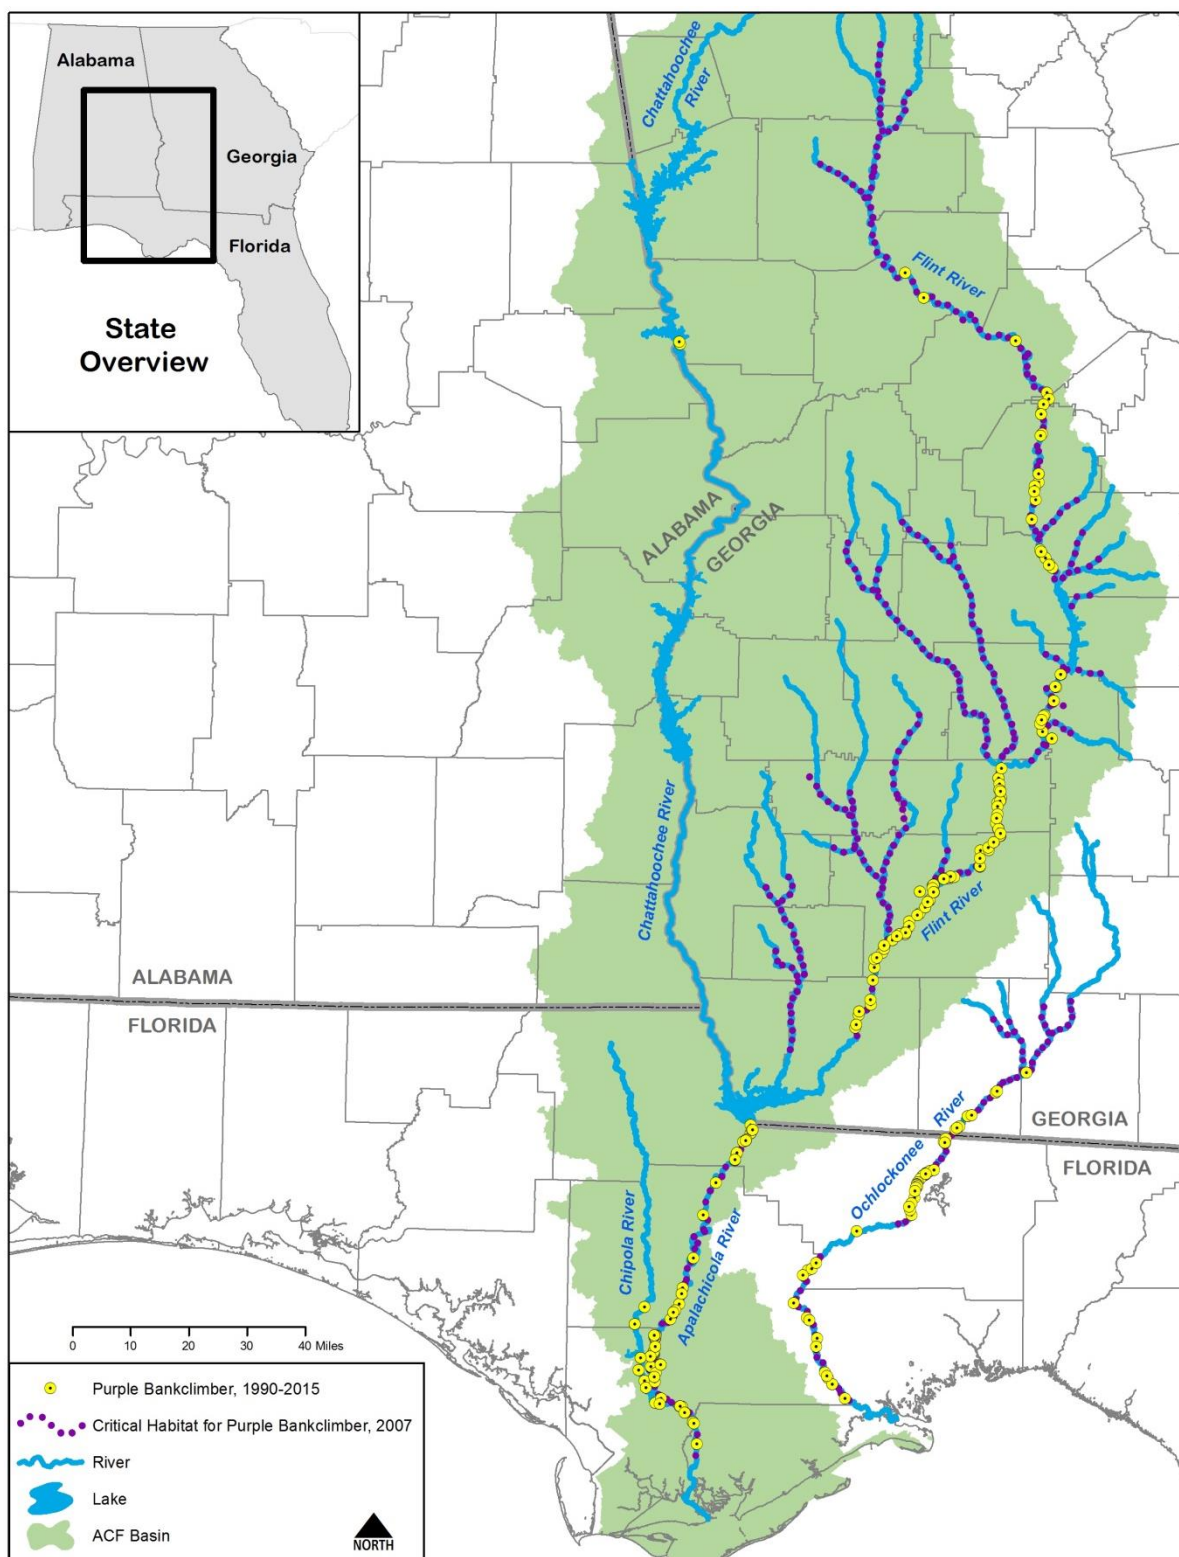 Alabama
Georgia
Florida
State
Overview
Chattahoochee
River
Flint River
ALABAMA
GEORGIA
Chattahoochee River
Flint River
ALABAMA
FLORIDA
GEORGIA
FLORIDA
Ochlockonee River
Chipola River
Apalachicola River
0 10 20 40 Miles
Purple Bankclimber, 1990-2015
Critical Habitat for Purple Bankclimber, 2007
River
Lake
ACF Basin
NORTH